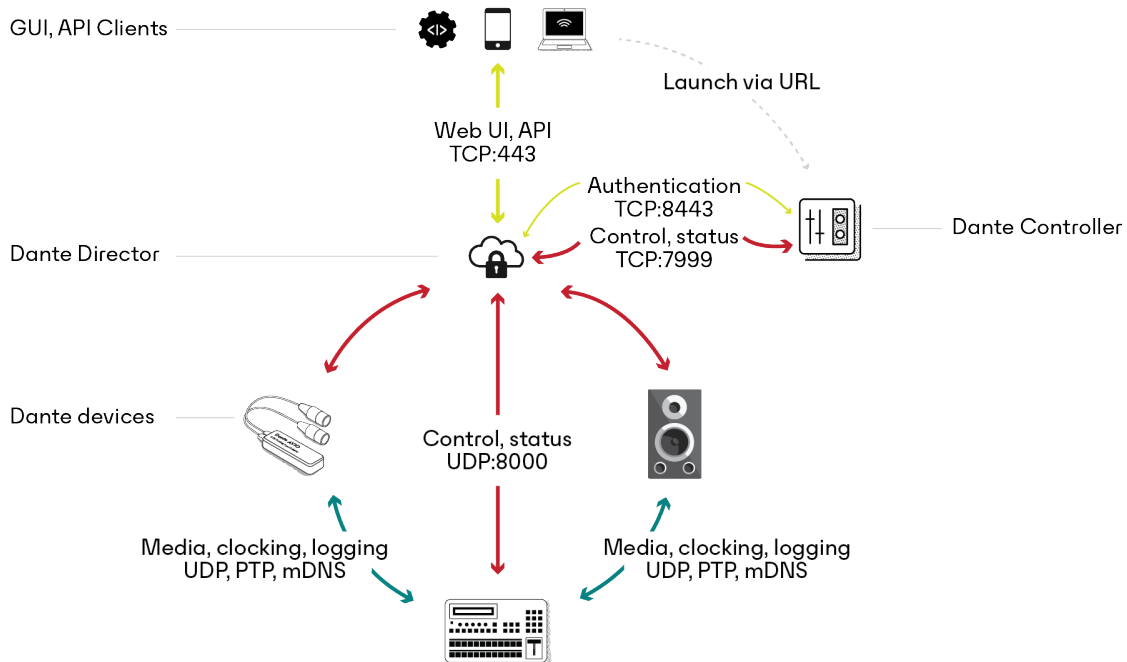 GUI, API Clients
Launch via URL
Web UI, API
TCP:443
Authentication
TCP:8443
Control, status
TCP:7999
Dante Controller
Dante Director
Dante devices
Control, status
UDP:8000
Media, clocking, logging
UDP, PTP, mDNS
Media, clocking, logging
UDP, PTP, mDNS